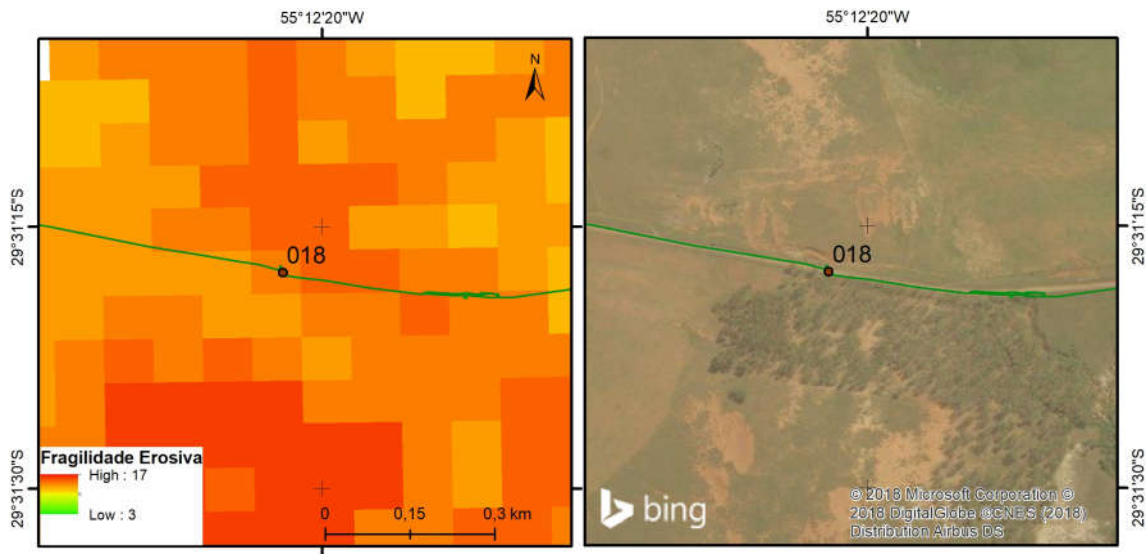 55°12'20"W
55°12'20"W
29°31'15"S
29°31'30"S
N
018
Fragilidade Erosiva
High : 17
Low : 3
0 0,15 0,3 km
018
29°31'15"S
29°31'30"S
bing
© 2018 Microsoft Corporation ©
2018 DigitalGlobe ©CNES (2018)
Distribution Airbus DS